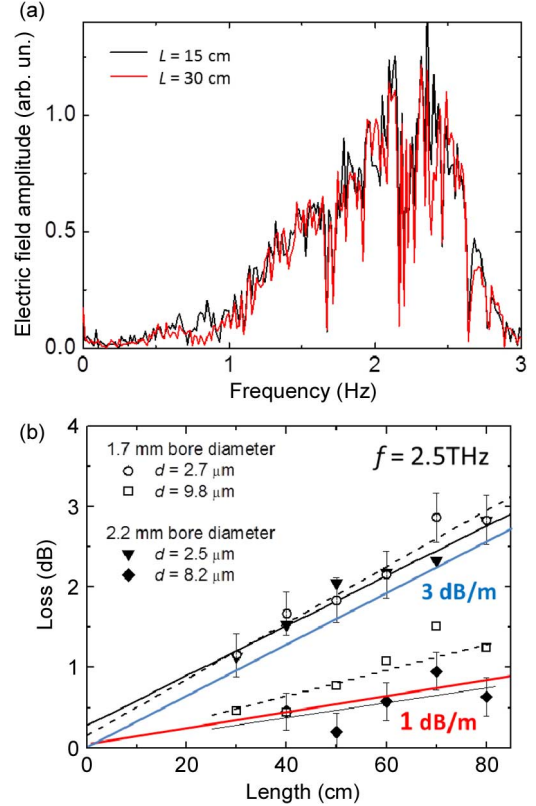 (a)
Electric field amplitude (arb. un.)
L = 15 cm
L = 30 cm
1.0
0.5
0.0
0 1 2 3
Frequency (Hz)
(b)
Loss (dB)
4
3
2
1
0
1.7 mm bore diameter
d = 2.7 μm
d = 9.8 μm
2.2 mm bore diameter
d = 2.5 μm
d = 8.2 μm
f = 2.5THz
3 dB/m
1 dB/m
0 20 40 60 80
Length (cm)